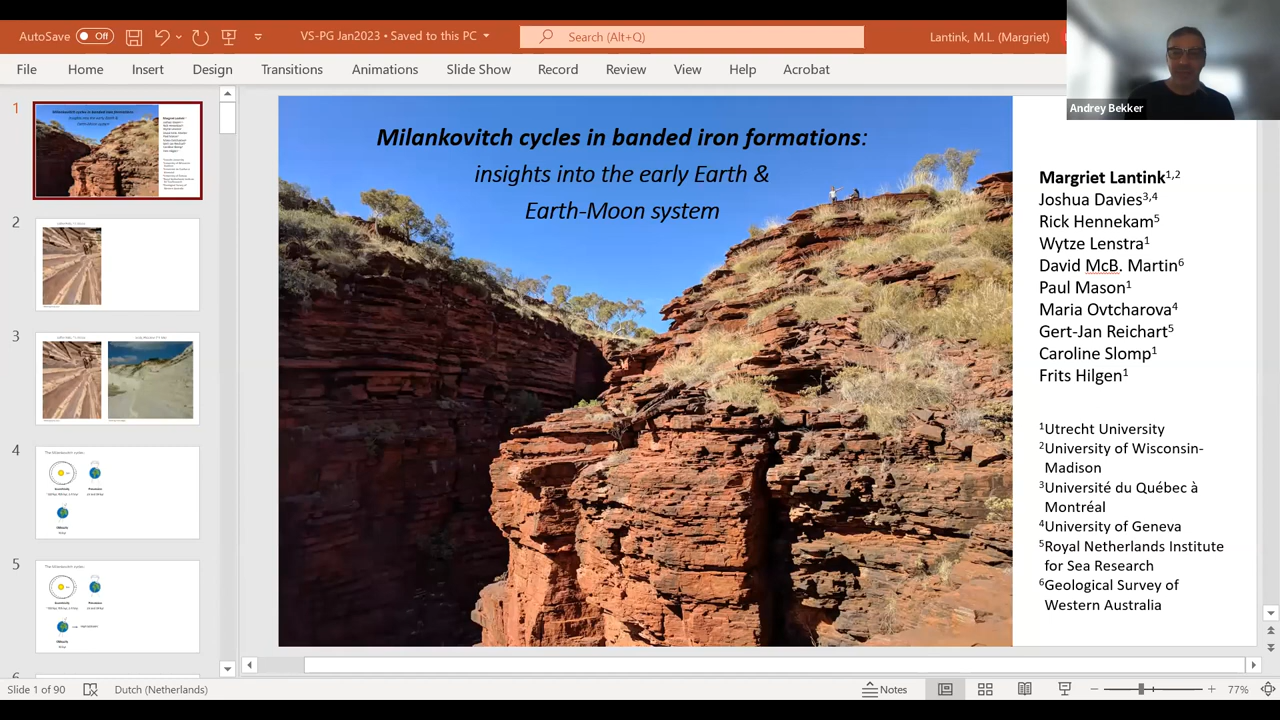 AutoSave Off
VS-PG Jan2023 • Saved to this PC
Search (Alt+Q)
Lantink, M.L. (Margriet)
File Home Insert Design Transitions Animations Slide Show Record Review View Help Acrobat
Andrey Bekker
1
2
3
4
5
6
Milankovitch cycles in banded iron formations:
insights into the early Earth &
Earth-Moon system
Margriet Lantink1,2
Joshua Davies3,4
Rick Hennekam5
Wytze Lenstra1
David McB. Martin6
Paul Mason1
Maria Ovtcharova4
Gert-Jan Reichart5
Caroline Slomp1
Frits Hilgen1
1Utrecht University
2University of Wisconsin-
Madison
3Université du Québec à
Montréal
4University of Geneva
5Royal Netherlands Institute
for Sea Research
6Geological Survey of
Western Australia
Slide 1 of 90
Dutch (Netherlands)
Notes
77%